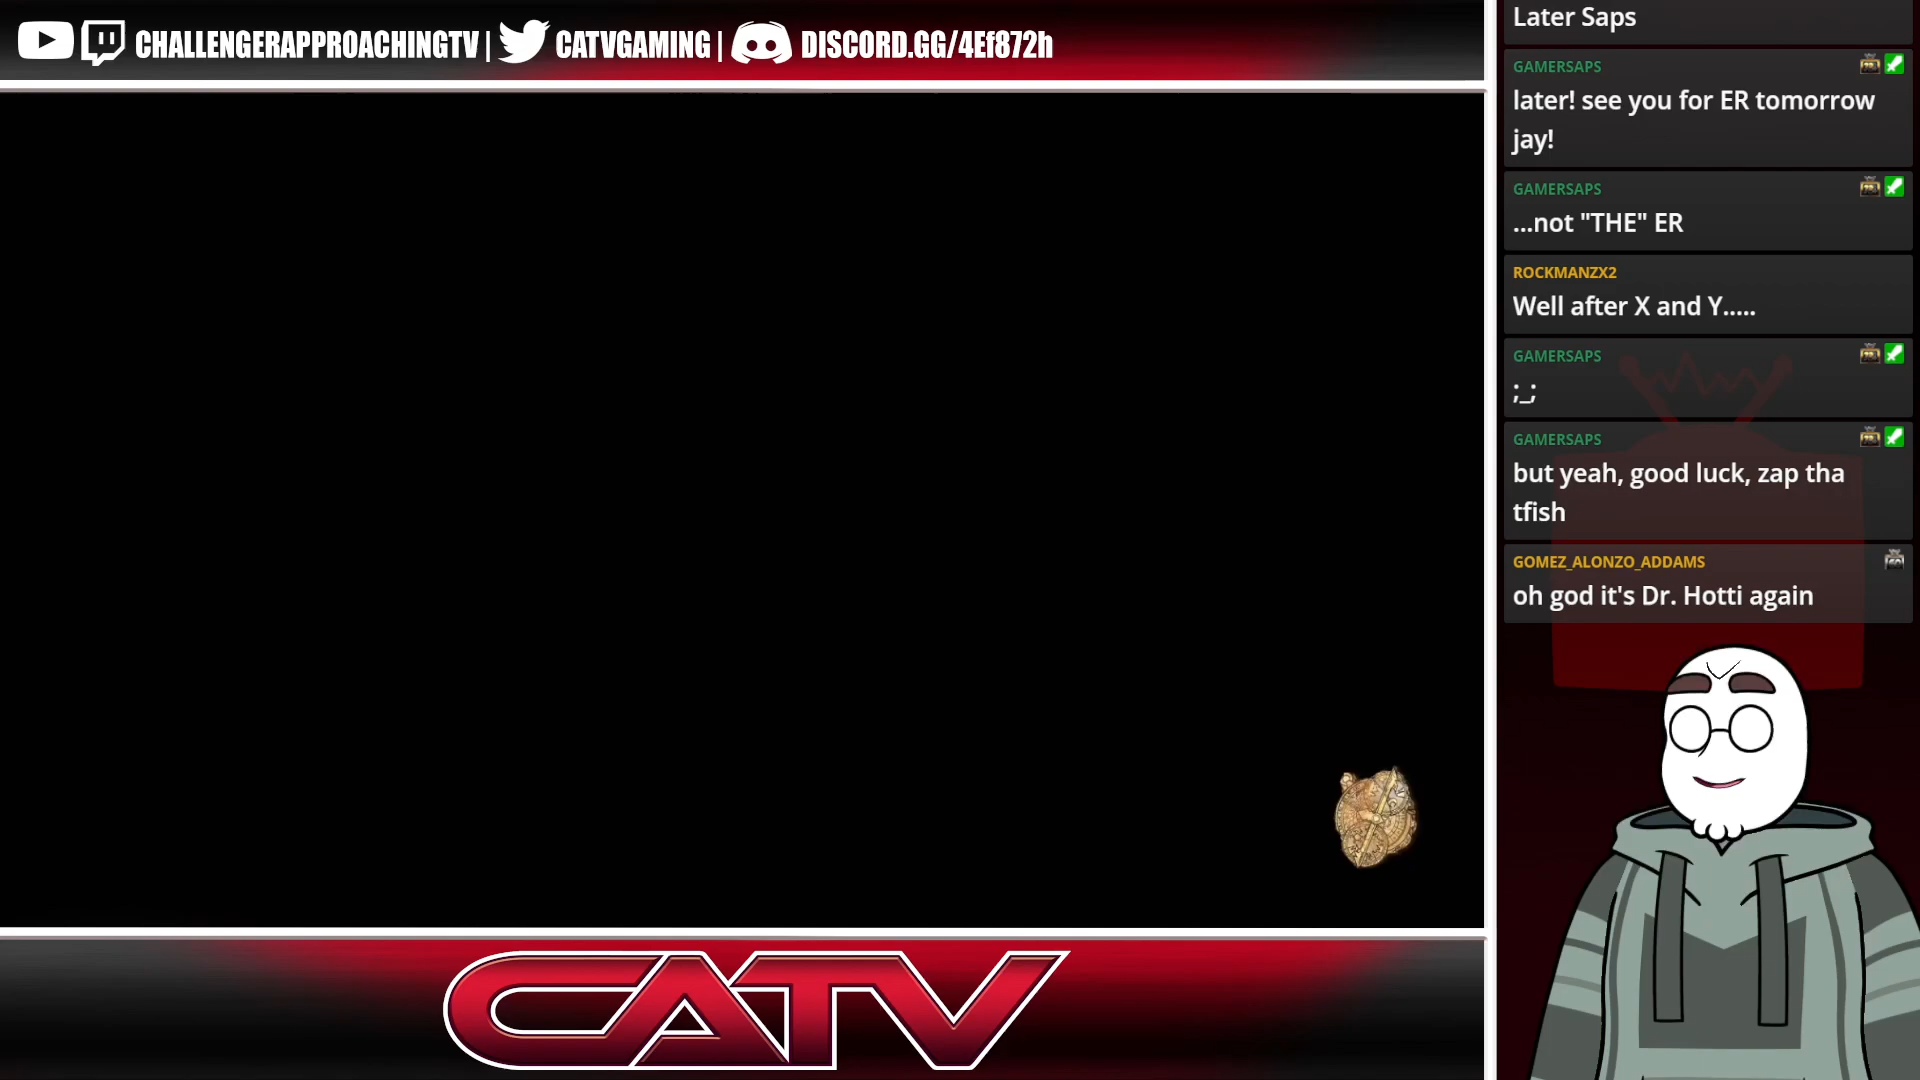 CHALLENGERAPPROACHINGTV | CATVGAMING | DISCORD.GG/4Ef872h
Later Saps
GAMERSAPS
later! see you for ER tomorrow
jay!
GAMERSAPS
...not "THE" ER
ROCKMANZX2
Well after X and Y.....
GAMERSAPS
;_;
GAMERSAPS
but yeah, good luck, zap tha
tfish
GOMEZ_ALONZO_ADDAMS
oh god it's Dr. Hotti again
CATV